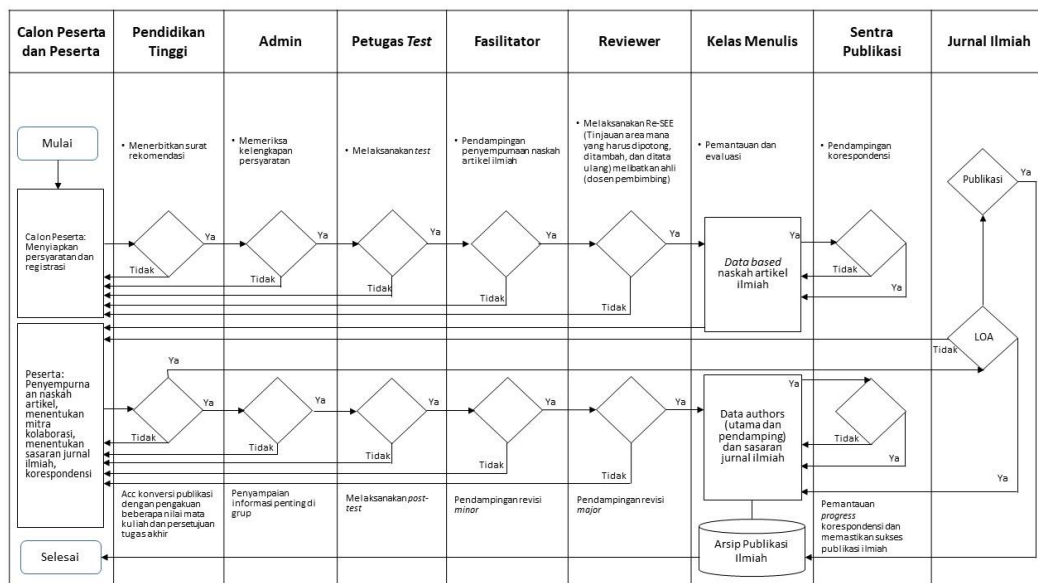 Calon Peserta
dan Peserta
Pendidikan
Tinggi
Admin
Petugas Test
Fasilitator
Reviewer
Kelas Menulis
Sentra
Publikasi
Jurnal Ilmiah
Mulai
• Menerbitkan surat
rekomendasi
• Memeriksa
kelengkapan
persyaratan
• Melaksanakan test
• Pendampingan
penyempunaan naskah
artikel ilmiah
• Melaksanakan Re-SEE
(Tinjauan area mana
yang harus dipotong,
ditambah, dan ditata
ulang) melibatkan ahli
(dosen pembimbing)
• Pemantauan dan
evaluasi
• Pendampingan
korespondensi
Publikasi
Ya
Calon Peserta:
Menyiapkan
persyaratan dan
registrasi
Ya
Ya
Ya
Ya
Ya
Ya
Data based
naskah artikel
ilmiah
Tidak
Tidak
Tidak
Tidak
Tidak
Tidak
Ya
LOA
Tidak
Ya
Peserta:
Penyempurna
an naskah
artikel,
menentukan
mitra
kolaborasi,
menentukan
sasaran jurnal
ilmiah,
korespondensi
Ya
Ya
Ya
Ya
Ya
Ya
Data authors
(utama dan
pendamping)
dan sasaran
jurnal ilmiah
Tidak
Tidak
Tidak
Tidak
Tidak
Tidak
Ya
Ya
Acc konversi publikasi
dengan pengakuan
beberapa nilai mata
kuliah dan persetujuan
tugas akhir
Penyampaian
informasi penting di
grup
Melaksanakan post-
test
Pendampingan revisi
minor
Pendampingan revisi
major
Pemantauan
progress
korespondensi dan
memastikan sukses
publikasi ilmiah
Selesai
Arsip Publikasi
Ilmiah